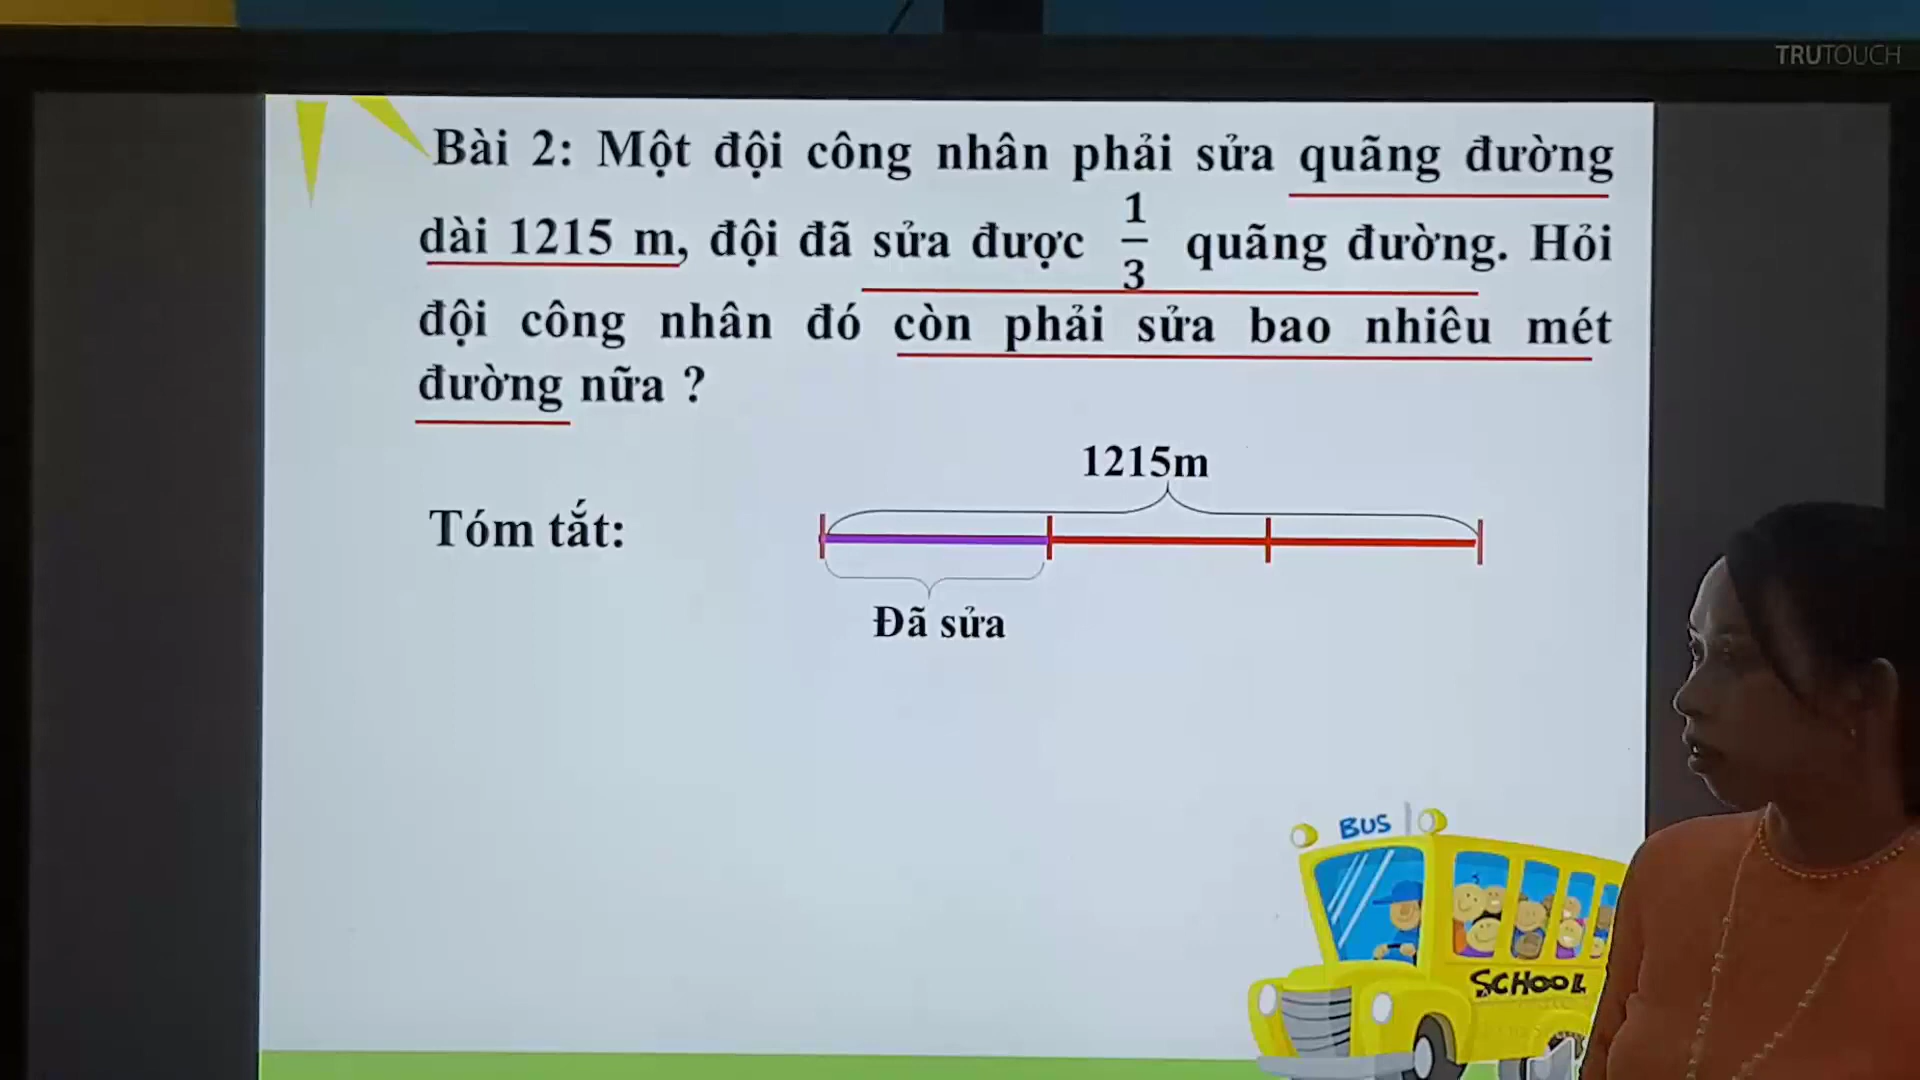 TRUTOUCH
Bài 2: Một đội công nhân phải sửa quãng đường
dài 1215 m, đội đã sửa được 1/3 quãng đường. Hỏi
đội công nhân đó còn phải sửa bao nhiêu mét
đường nữa ?
1215m
Tóm tắt:
Đã sửa
BUS
SCHOOL